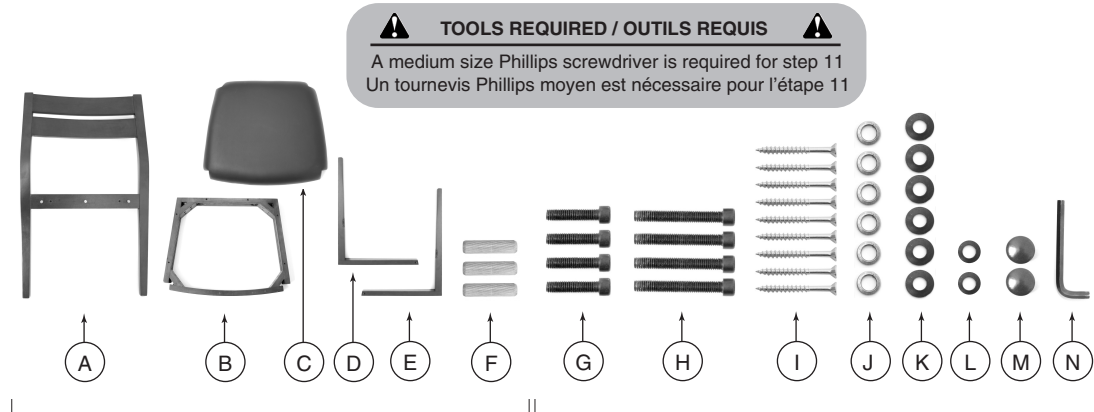 TOOLS REQUIRED / OUTILS REQUIS
A medium size Phillips screwdriver is required for step 11
Un tournevis Phillips moyen est nécessaire pour l'étape 11
A B C D E F G H I J K L M N